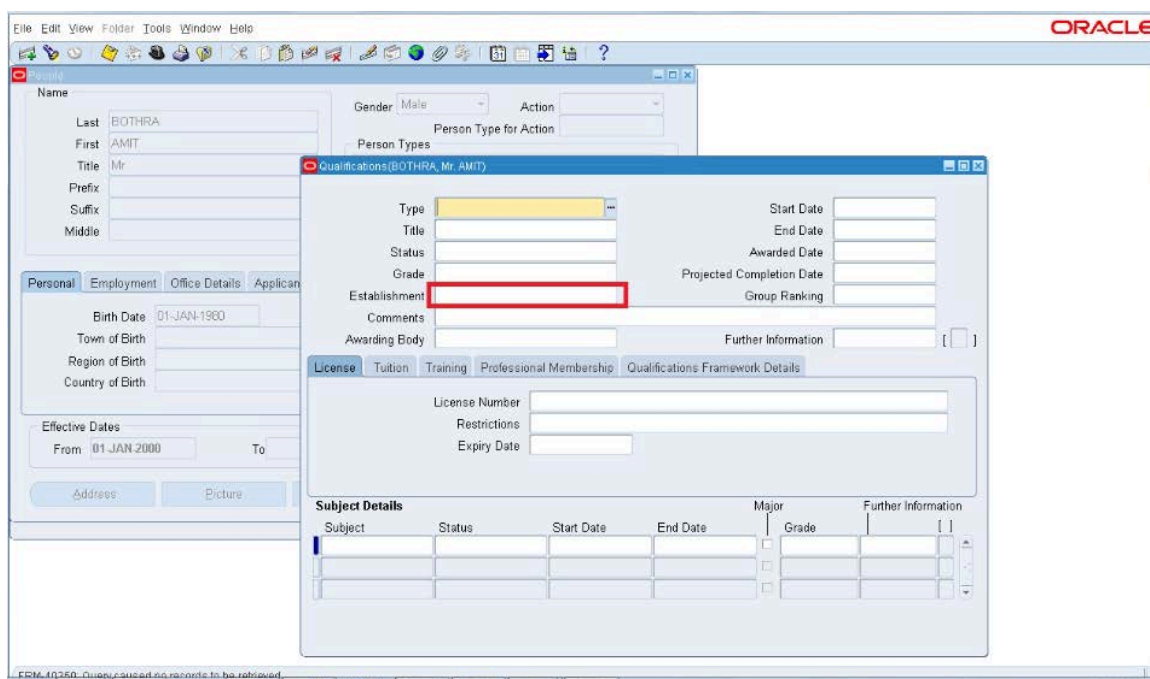 File Edit View Folder Tools Window Help
ORACLE
People
Name
Last BOTHRA
First AMIT
Title Mr
Prefix
Suffix
Middle
Gender Male Action
Person Type for Action
Person Types
Personal Employment Office Details Applican
Birth Date 01-JAN-1980
Town of Birth
Region of Birth
Country of Birth
Effective Dates
From 01-JAN-2000 To
Address Picture
Qualifications(BOTHRA, Mr. AMIT)
Type Start Date
Title End Date
Status Awarded Date
Grade Projected Completion Date
Establishment Group Ranking
Comments
Awarding Body Further Information [ ]
License Tuition Training Professional Membership Qualifications Framework Details
License Number
Restrictions
Expiry Date
Subject Details Major Further Information
Subject Status Start Date End Date Grade [ ]
FRM-40350: Query caused no records to be retrieved.